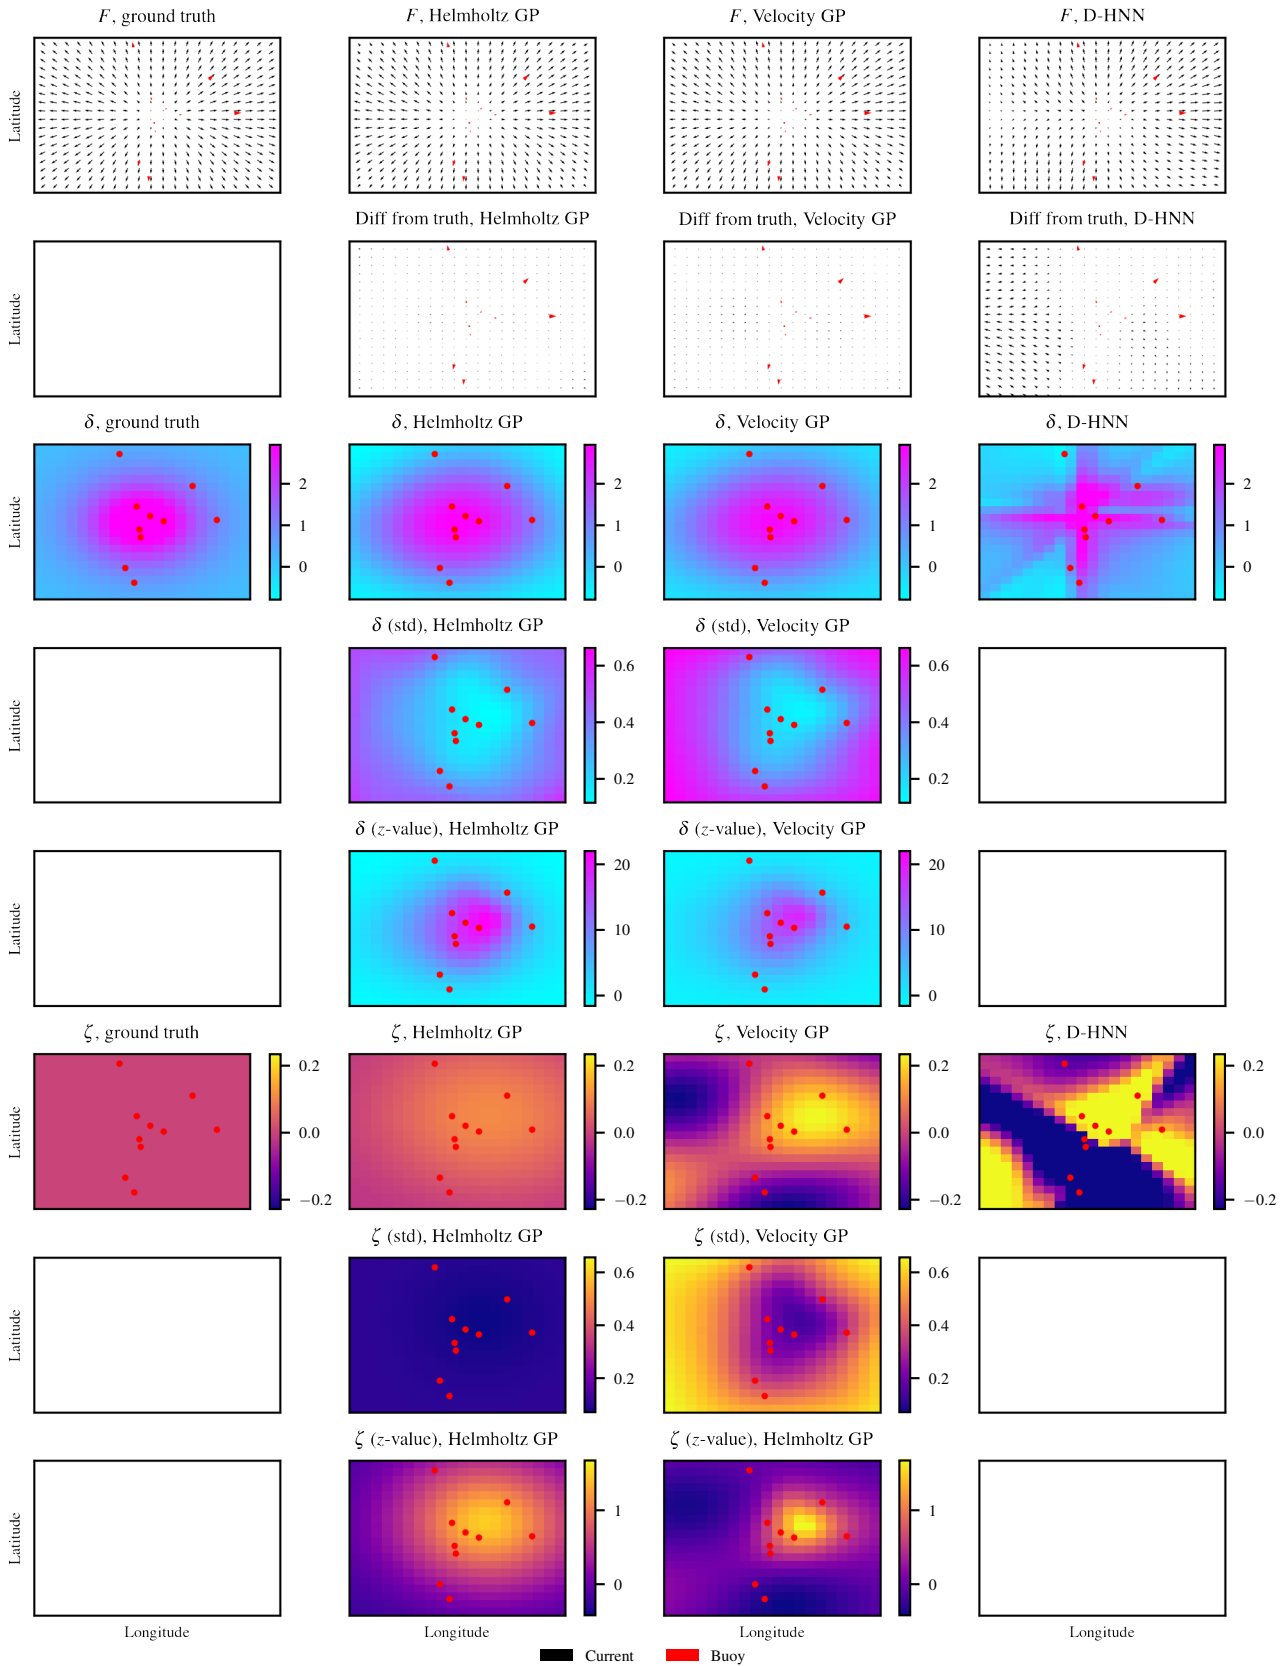 F, ground truth
F, Helmholtz GP
F, Velocity GP
F, D-HNN
Latitude
Diff from truth, Helmholtz GP
Diff from truth, Velocity GP
Diff from truth, D-HNN
Latitude
δ, ground truth
δ, Helmholtz GP
δ, Velocity GP
δ, D-HNN
Latitude
2
1
0
2
1
0
2
1
0
2
1
0
δ (std), Helmholtz GP
δ (std), Velocity GP
Latitude
0.6
0.4
0.2
0.6
0.4
0.2
δ (z-value), Helmholtz GP
δ (z-value), Velocity GP
Latitude
20
10
0
20
10
0
ζ, ground truth
ζ, Helmholtz GP
ζ, Velocity GP
ζ, D-HNN
Latitude
0.2
0.0
−0.2
0.2
0.0
−0.2
0.2
0.0
−0.2
0.2
0.0
−0.2
ζ (std), Helmholtz GP
ζ (std), Velocity GP
Latitude
0.6
0.4
0.2
0.6
0.4
0.2
ζ (z-value), Helmholtz GP
ζ (z-value), Helmholtz GP
Latitude
1
0
1
0
Longitude
Longitude
Longitude
Longitude
Current
Buoy